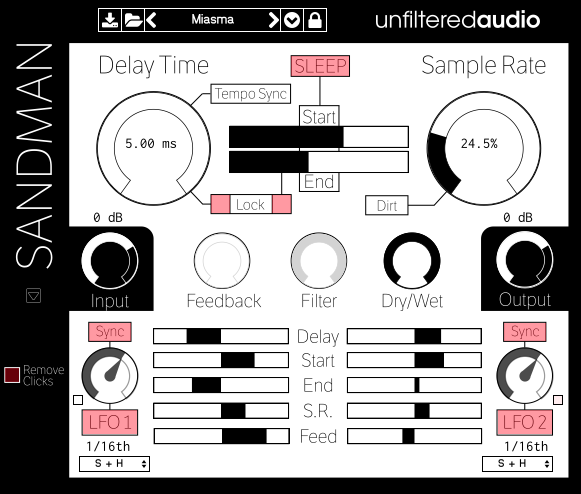 Miasma
unfilteredaudio
SANDMAN
Delay Time
SLEEP
Sample Rate
Tempo Sync
Start
5.00 ms
24.5%
End
Lock
Dirt
0 dB
0 dB
Input
Feedback
Filter
Dry/Wet
Output
Sync
Delay
Sync
Start
Remove
Clicks
End
LFO 1
S.R.
LFO 2
Feed
1/16th
1/16th
S + H
S + H